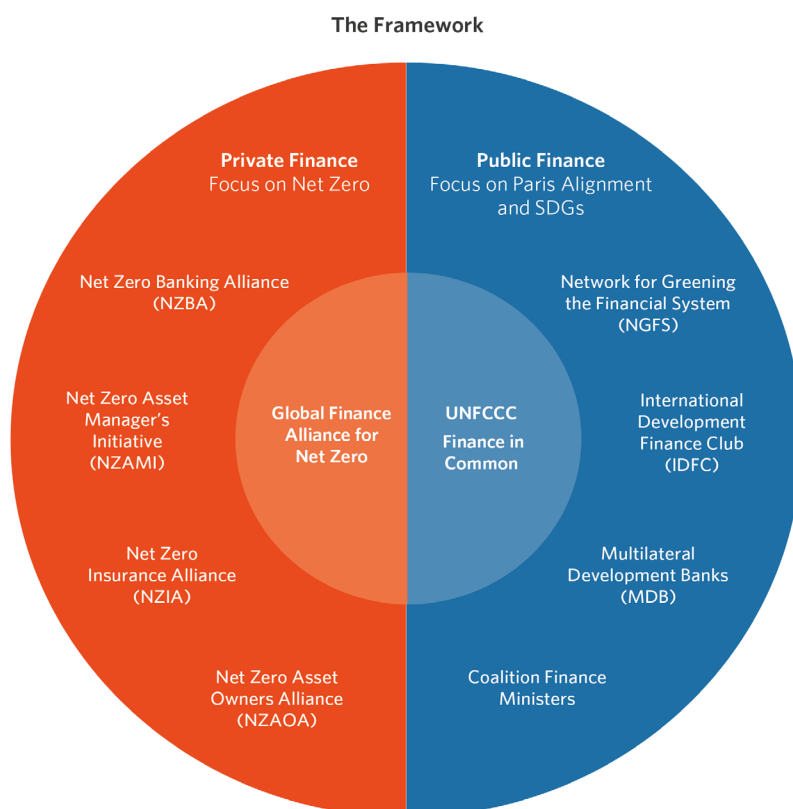 The Framework
Private Finance
Focus on Net Zero
Net Zero Banking Alliance
(NZBA)
Net Zero Asset
Manager's
Initiative
(NZAMI)
Net Zero
Insurance Alliance
(NZIA)
Net Zero Asset
Owners Alliance
(NZAOA)
Global Finance
Alliance for
Net Zero
Public Finance
Focus on Paris Alignment
and SDGs
UNFCCC
Finance in
Common
Network for Greening
the Financial System
(NGFS)
International
Development
Finance Club
(IDFC)
Multilateral
Development Banks
(MDB)
Coalition Finance
Ministers